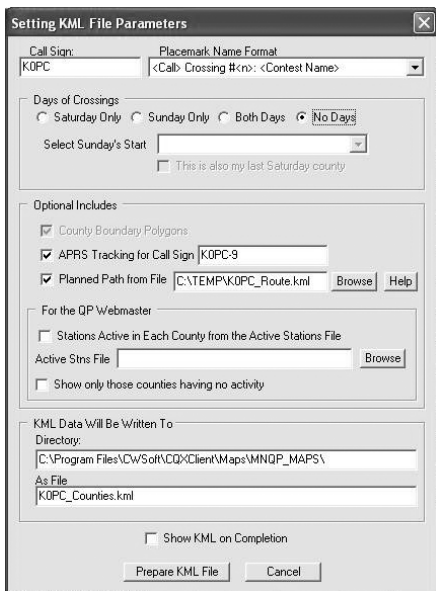 Setting KML File Parameters
Call Sign: Placemark Name Format
K0PC <Call> Crossing #<n>: <Contest Name>
Days of Crossings
Saturday Only Sunday Only Both Days No Days
Select Sunday's Start
This is also my last Saturday county
Optional Includes
County Boundary Polygons
APRS Tracking for Call Sign K0PC-9
Planned Path from File C:\TEMP\K0PC_Route.kml Browse Help
For the QP Webmaster
Stations Active in Each County from the Active Stations File
Active Stns File Browse
Show only those counties having no activity
KML Data Will Be Written To
Directory:
C:\Program Files\CWSoft\CQXClient\Maps\MNQP_MAPS\
As File
K0PC_Counties.kml
Show KML on Completion
Prepare KML File Cancel